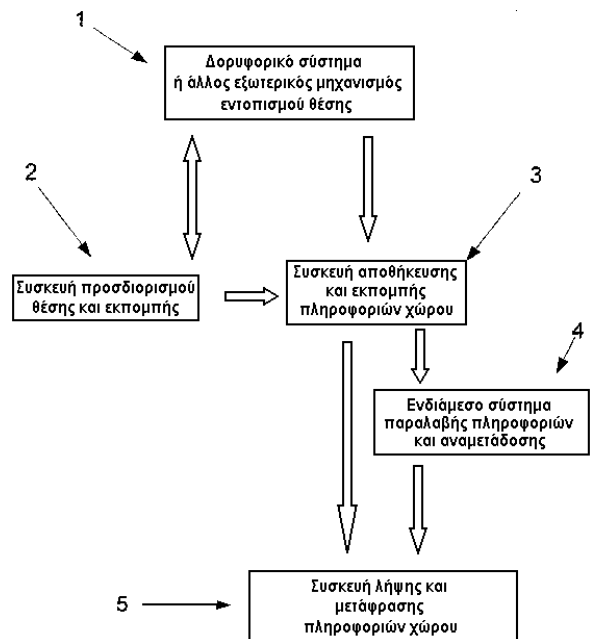 1
Δορυφορικό σύστημα
ή άλλος εξωτερικός μηχανισμός
εντοπισμού θέσης
2
3
Συσκευή προσδιορισμού
θέσης και εκπομπής
Συσκευή αποθήκευσης
και εκπομπής
πληροφοριών χώρου
4
Ενδιάμεσο σύστημα
παραλαβής πληροφοριών
και αναμετάδοσης
5
Συσκευή λήψης και
μετάφρασης
πληροφοριών χώρου